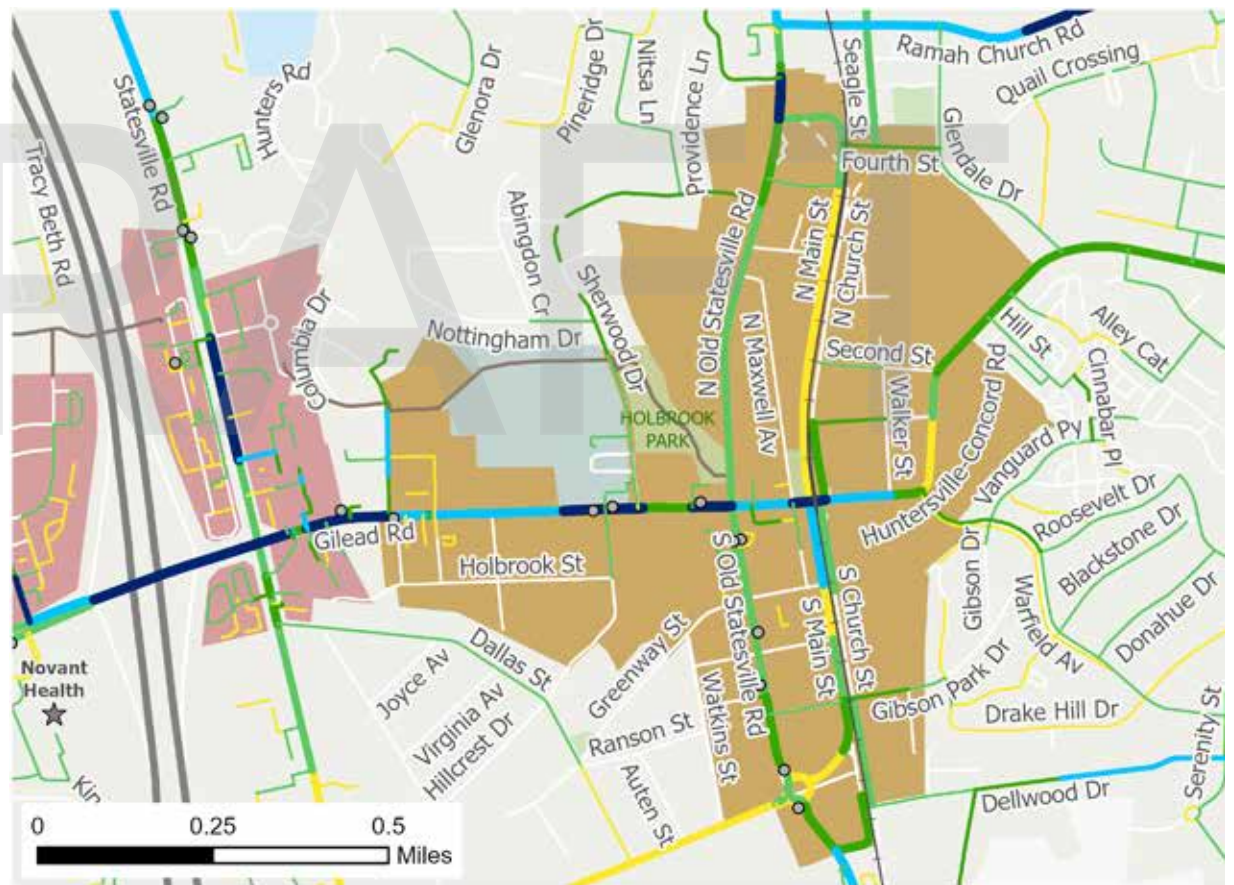 Ramah Church Rd
Seagle St
Quail Crossing
Pineridge Dr
Nitsa Ln
Providence Ln
Glenora Dr
Hunters Rd
Statesville Rd
Tracy Beth Rd
DRAFT
Glendale Dr
Fourth St
Abingdon Cr
Sherwood Dr
N Old Statesville Rd
N Main St
N Church St
Columbia Dr
Nottingham Dr
N Maxwell Av
Second St
Hill St
Alley Cat
HOLBROOK
PARK
Walker St
Huntersville-Concord Rd
Cinnabar Pl
Vanguard Py
Gilead Rd
Roosevelt Dr
Blackstone Dr
Holbrook St
S Old Statesville Rd
S Main St
S Church St
Gibson Dr
Warfield Av
Donahue Dr
Dallas St
Greenway St
Novant
Health
Joyce Av
Virginia Av
Hillcrest Dr
Ranson St
Watkins St
Gibson Park Dr
Drake Hill Dr
Serenity St
Auten St
Dellwood Dr
0 0.25 0.5
Miles